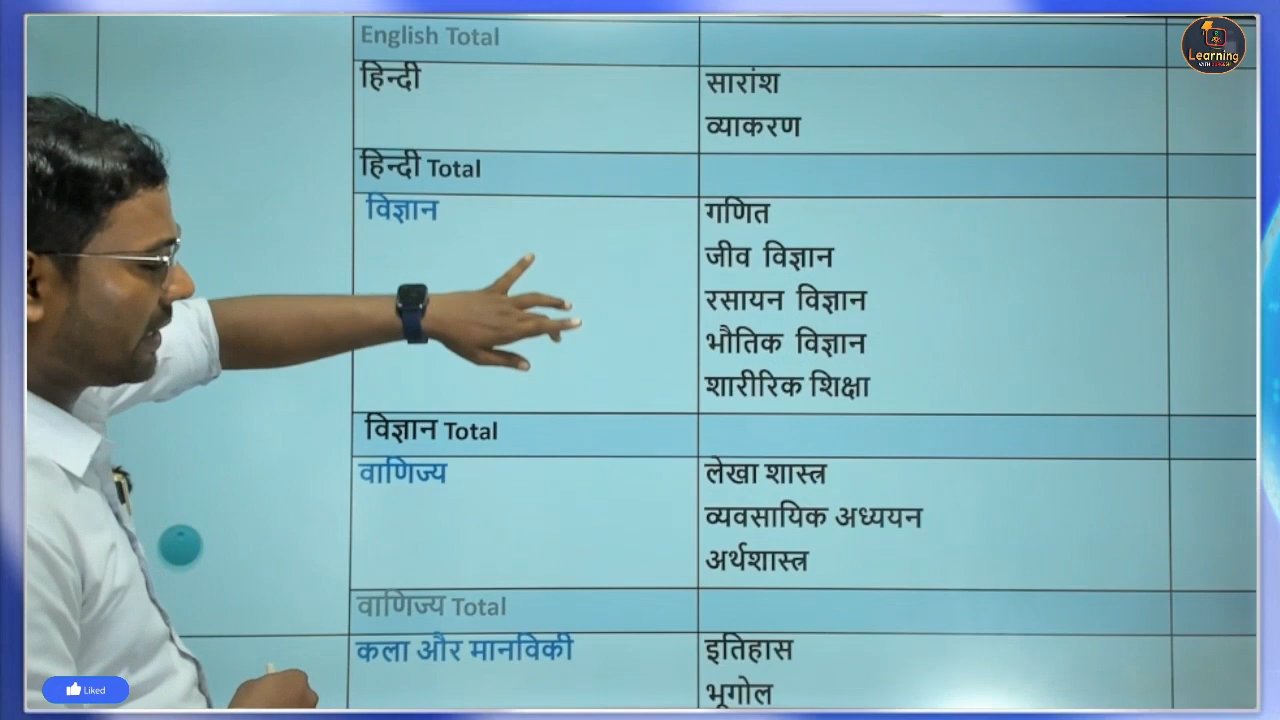 English Total
हिन्दी
सारांश
व्याकरण
हिन्दी Total
विज्ञान
गणित
जीव विज्ञान
रसायन विज्ञान
भौतिक विज्ञान
शारीरिक शिक्षा
विज्ञान Total
वाणिज्य
लेखा शास्त्र
व्यवसायिक अध्ययन
अर्थशास्त्र
वाणिज्य Total
कला और मानविकी
इतिहास
भूगोल
Learning
Liked